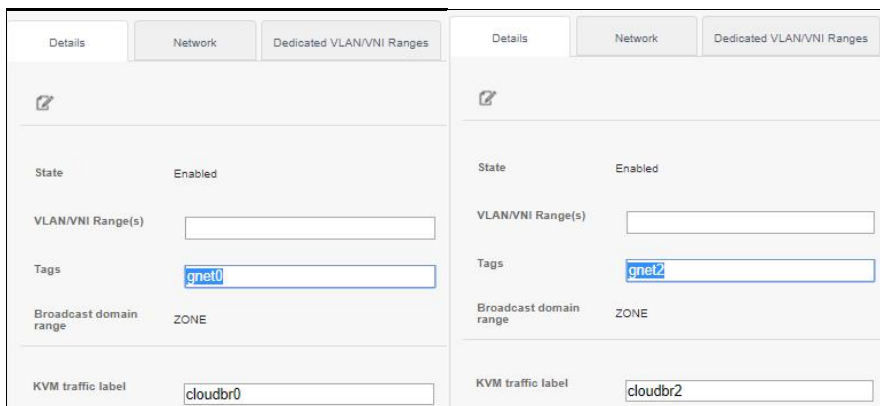 Details
Network
Dedicated VLAN/VNI Ranges
State
Enabled
VLAN/VNI Range(s)
Tags
gnet0
Broadcast domain
range
ZONE
KVM traffic label
cloudbr0
Details
Network
Dedicated VLAN/VNI Ranges
State
Enabled
VLAN/VNI Range(s)
Tags
gnet2
Broadcast domain
range
ZONE
KVM traffic label
cloudbr2